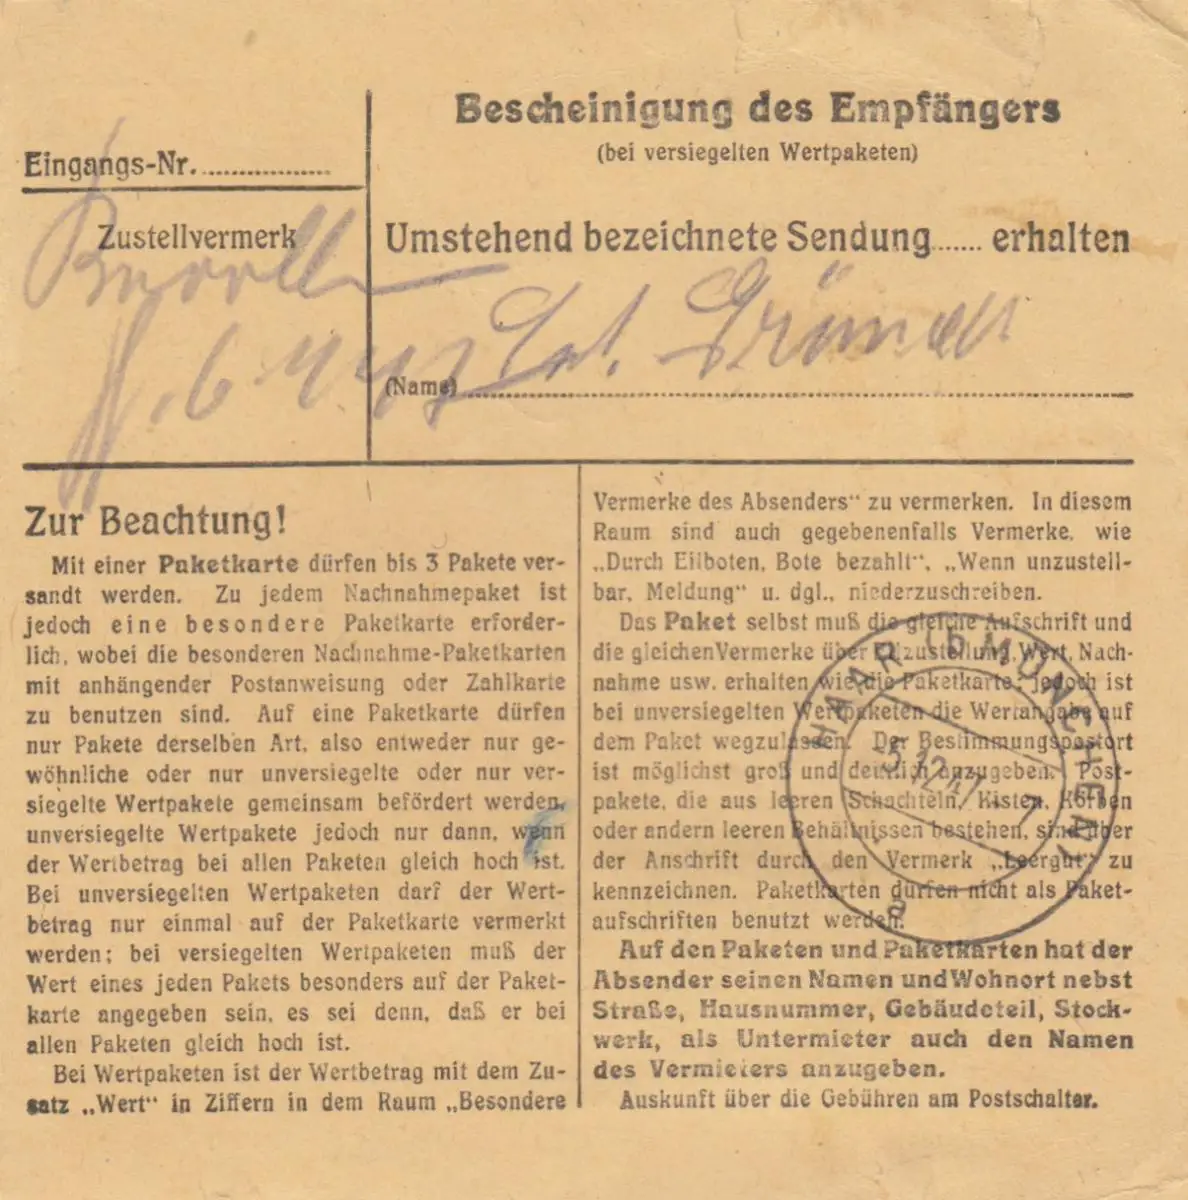 Eingangs-Nr. ..................
Zustellvermerk
Bescheinigung des Empfängers
(bei versiegelten Wertpaketen)
Umstehend bezeichnete Sendung...... erhalten
(Name)
Zur Beachtung!
Mit einer Paketkarte dürfen bis 3 Pakete ver-
sandt werden. Zu jedem Nachnahmepaket ist
jedoch eine besondere Paketkarte erforder-
lich, wobei die besonderen Nachnahme-Paketkarten
mit anhängender Postanweisung oder Zahlkarte
zu benutzen sind. Auf eine Paketkarte dürfen
nur Pakete derselben Art, also entweder nur ge-
wöhnliche oder nur unversiegelte oder nur ver-
siegelte Wertpakete gemeinsam befördert werden,
unversiegelte Wertpakete jedoch nur dann, wenn
der Wertbetrag bei allen Paketen gleich hoch ist.
Bei unversiegelten Wertpaketen darf der Wert-
betrag nur einmal auf der Paketkarte vermerkt
werden; bei versiegelten Wertpaketen muß der
Wert eines jeden Pakets besonders auf der Paket-
karte angegeben sein, es sei denn, daß er bei
allen Paketen gleich hoch ist.
Bei Wertpaketen ist der Wertbetrag mit dem Zu-
satz „Wert“ in Ziffern in dem Raum „Besondere
Vermerke des Absenders“ zu vermerken. In diesem
Raum sind auch gegebenenfalls Vermerke, wie
„Durch Eilboten, Bote bezahlt“, „Wenn unzustell-
bar, Meldung“ u. dgl., niederzuschreiben.
Das Paket selbst muß die gleiche Aufschrift und
die gleichen Vermerke über Eilzustellung, Wert, Nach-
nahme usw. erhalten wie die Paketkarte; jedoch ist
bei unversiegelten Wertpaketen die Wertangabe auf
dem Paket wegzulassen. Der Bestimmungspostort
ist möglichst groß und deutlich anzugeben. Post-
pakete, die aus leeren Schachteln, Kisten, Körben
oder andern leeren Behältnissen bestehen, sind über
der Anschrift durch den Vermerk „Leergut“ zu
kennzeichnen. Paketkarten dürfen nicht als Paket-
aufschriften benutzt werden.
Auf den Paketen und Paketkarten hat der
Absender seinen Namen und Wohnort nebst
Straße, Hausnummer, Gebäudeteil, Stock-
werk, als Untermieter auch den Namen
des Vermieters anzugeben.
Auskunft über die Gebühren am Postschalter.
HAAR (b. MÜNCHEN)
5.12.47
a